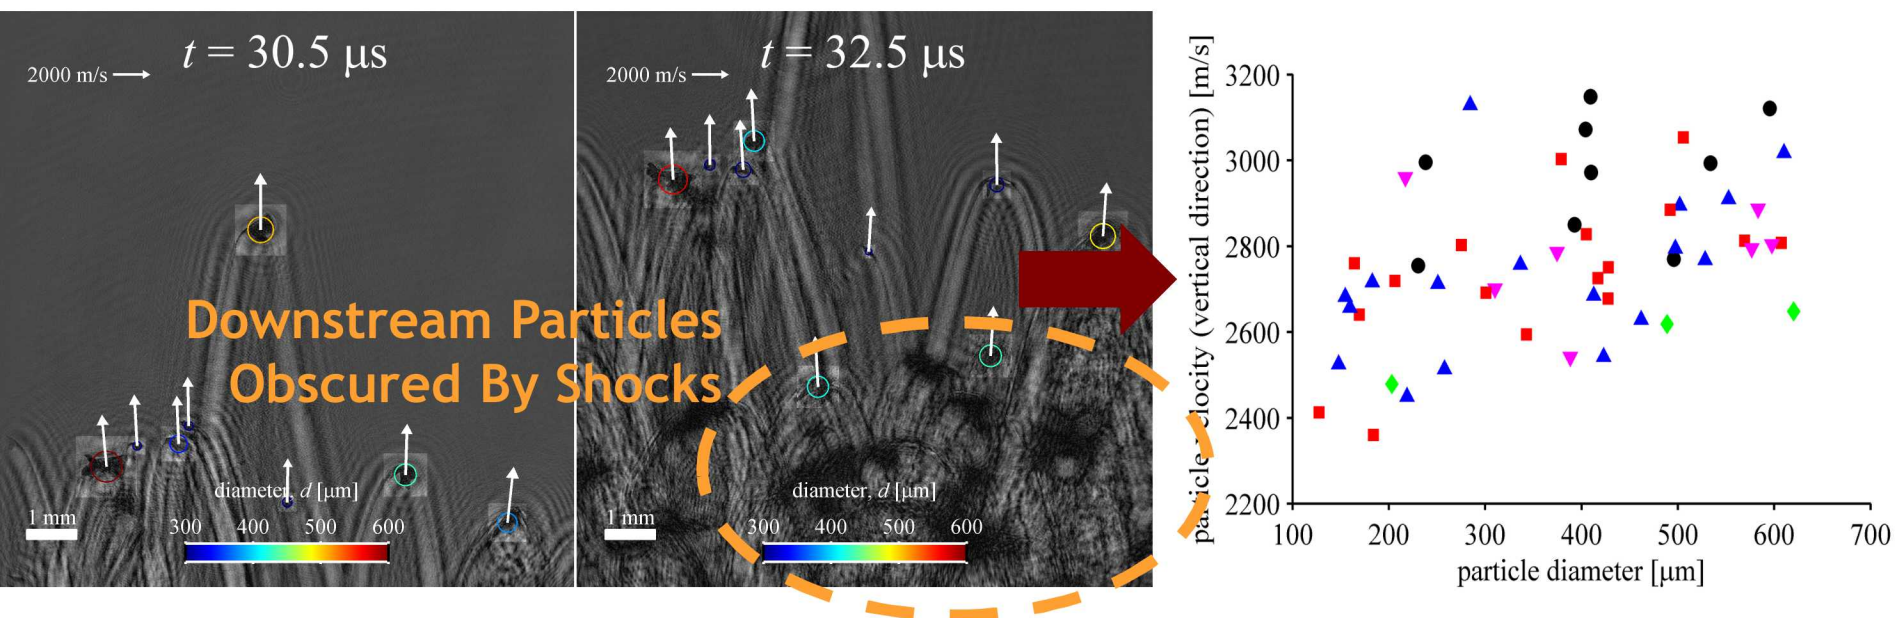 t = 30.5 μs
2000 m/s
t = 32.5 μs
2000 m/s
Downstream Particles
Obscured By Shocks
diameter, d [μm]
1 mm
300 400 500 600
diameter, d [μm]
1 mm
300 400 500 600
particle velocity (vertical direction) [m/s]
3200
3000
2800
2600
2400
2200
100 200 300 400 500 600 700
particle diameter [μm]